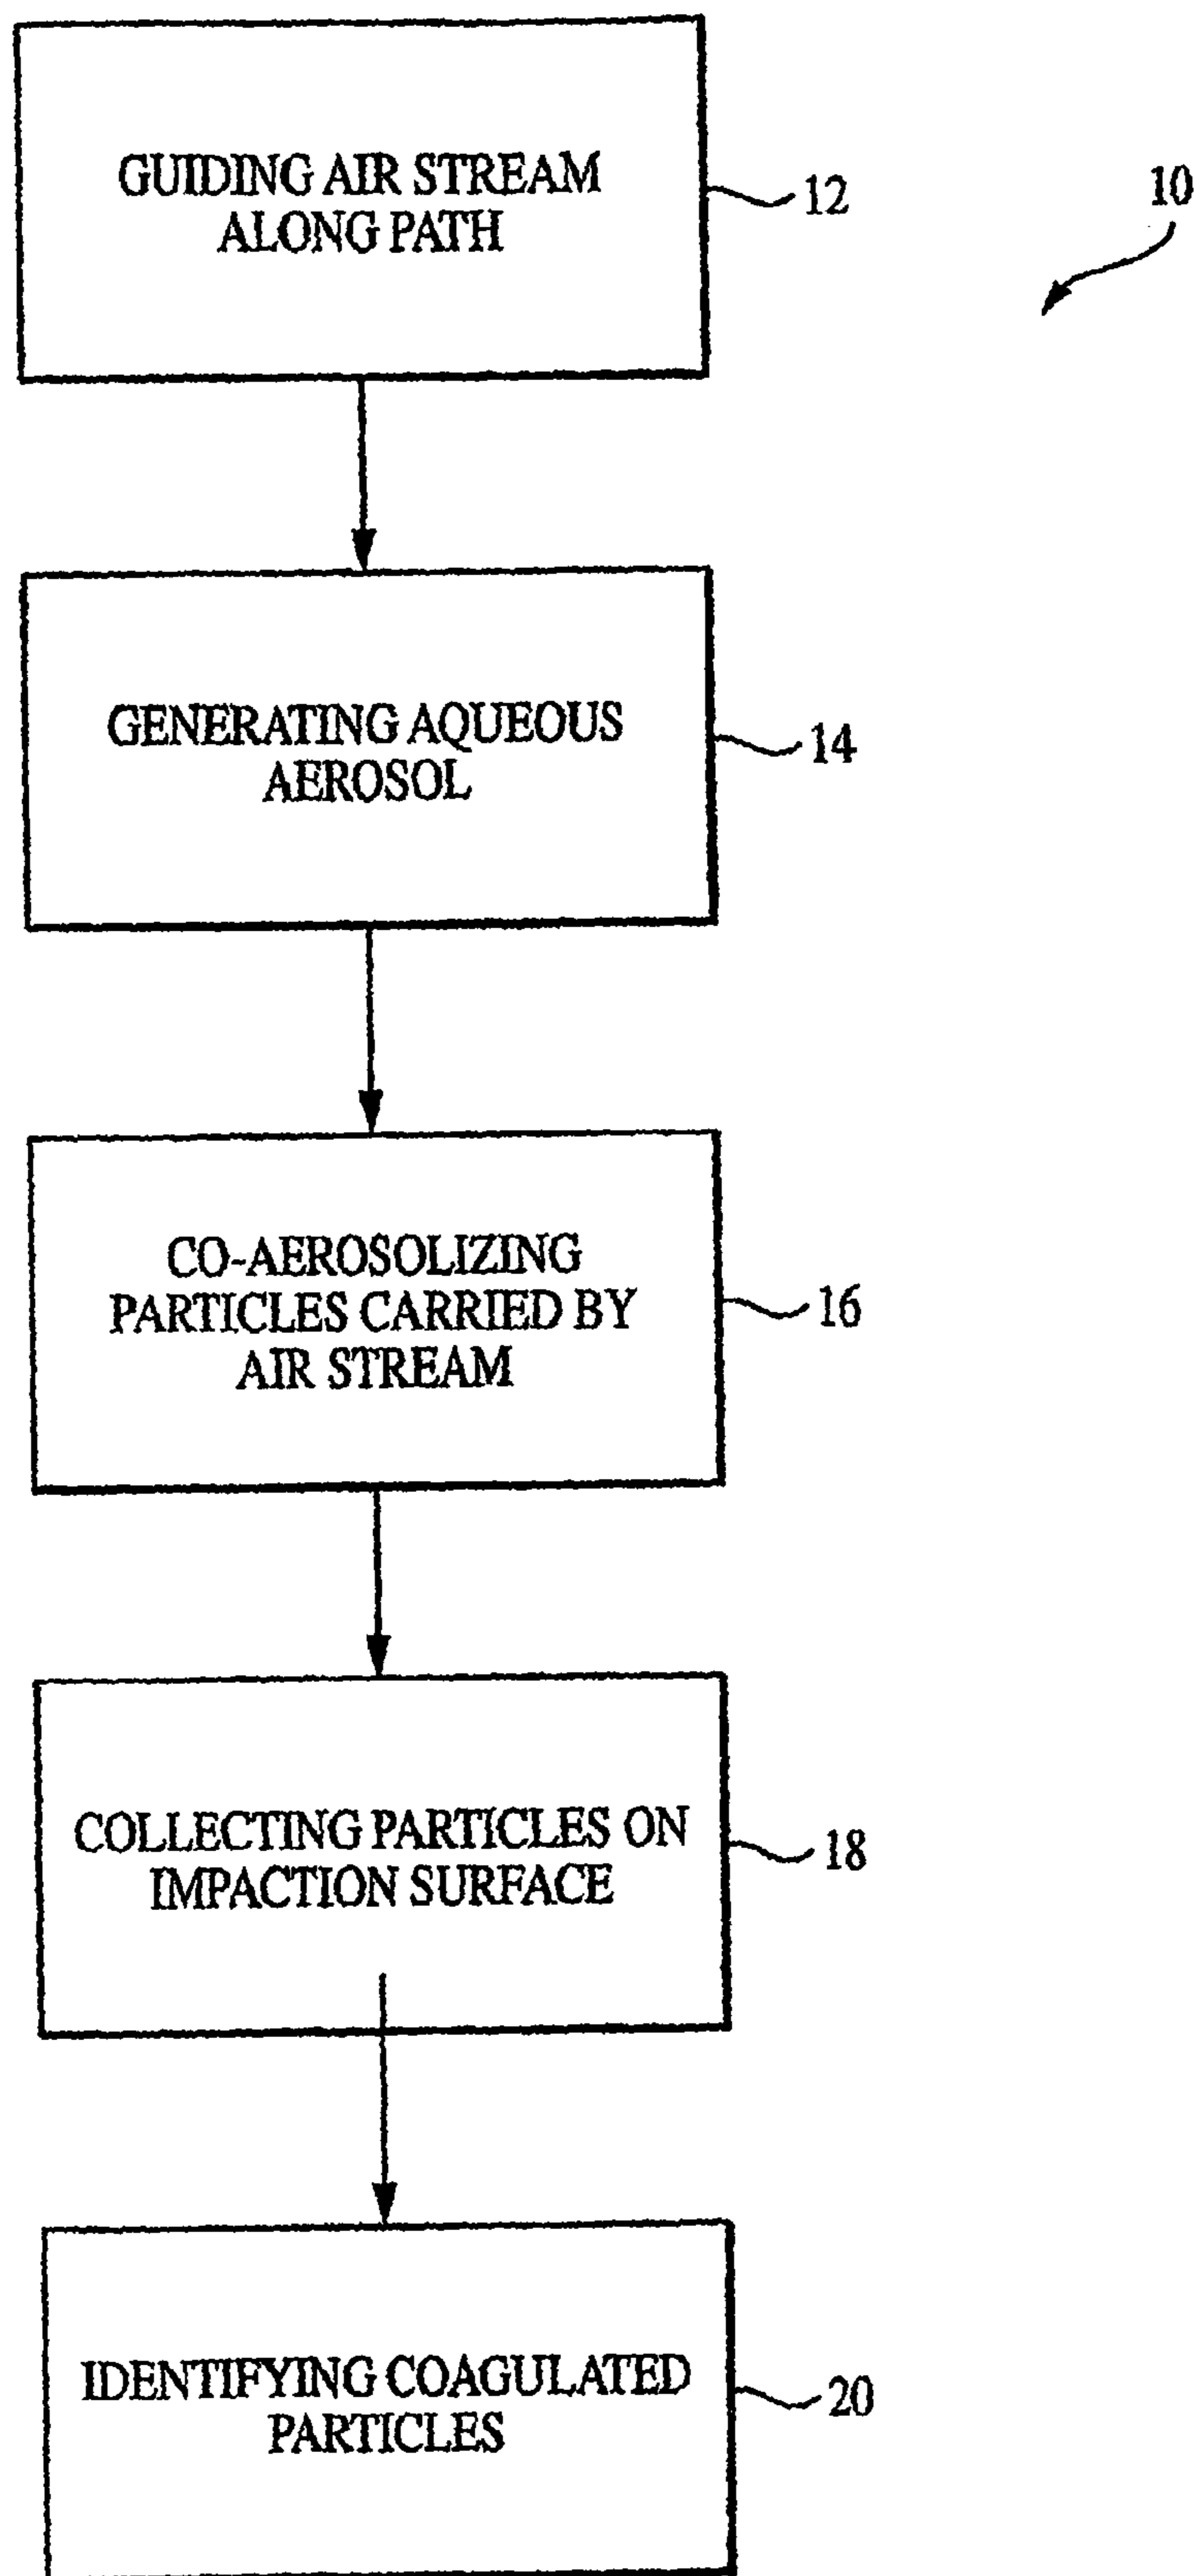 GUIDING AIR STREAM
ALONG PATH
12
10
GENERATING AQUEOUS
AEROSOL
14
CO-AEROSOLIZING
PARTICLES CARRIED BY
AIR STREAM
16
COLLECTING PARTICLES ON
IMPACTION SURFACE
18
IDENTIFYING COAGULATED
PARTICLES
20